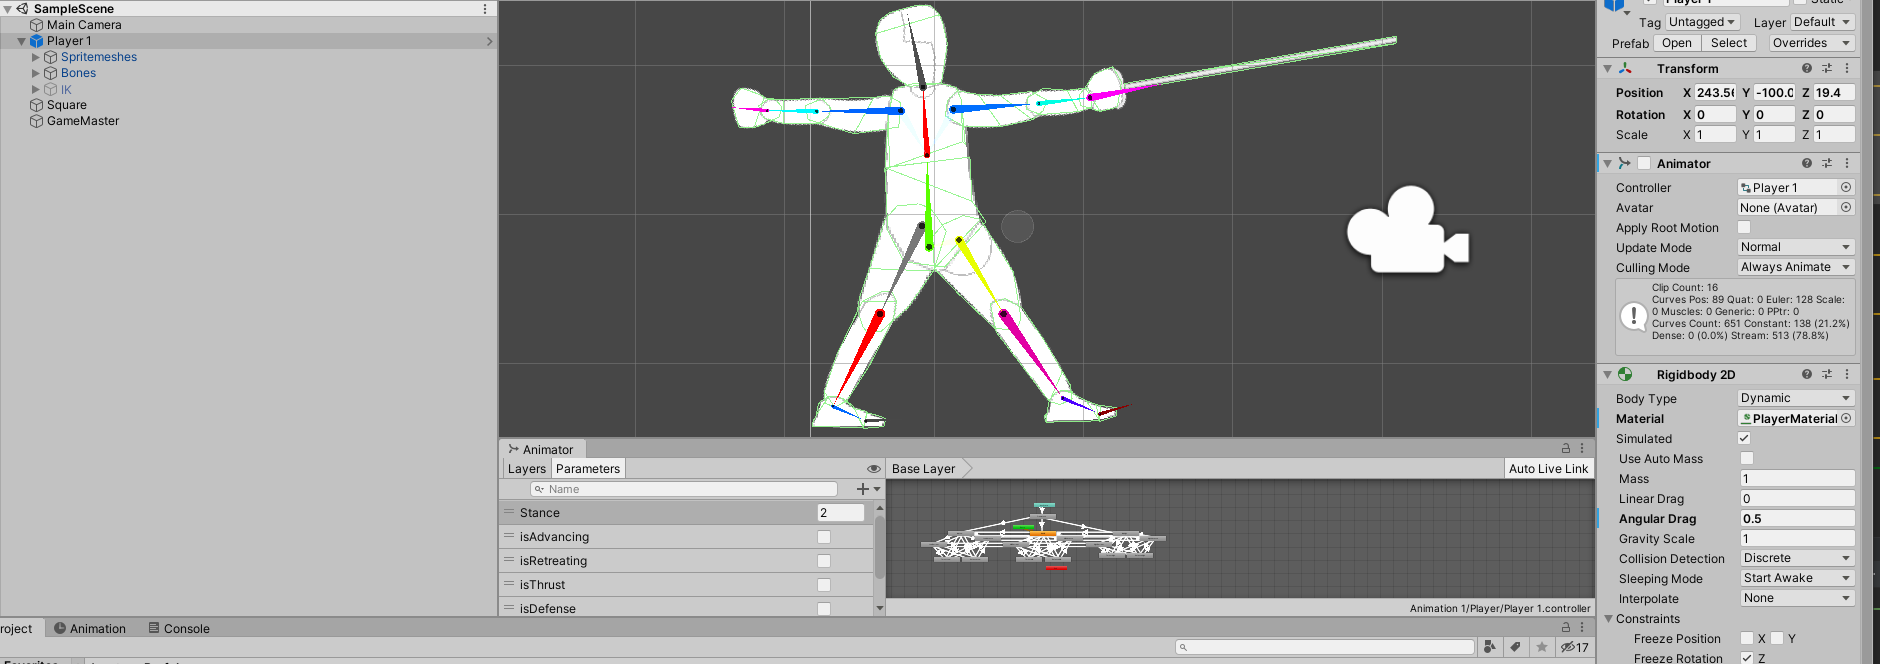 SampleScene
Main Camera
Player 1
Spritemeshes
Bones
IK
Square
GameMaster
Animator
Layers Parameters
Name
Stance 2
isAdvancing
isRetreating
isThrust
isDefense
Base Layer
Auto Live Link
Animation 1/Player/Player 1.controller
roject Animation Console
17
Tag Untagged Layer Default
Prefab Open Select Overrides
Transform
Position X 243.56 Y -100.0 Z 19.4
Rotation X 0 Y 0 Z 0
Scale X 1 Y 1 Z 1
Animator
Controller Player 1
Avatar None (Avatar)
Apply Root Motion
Update Mode Normal
Culling Mode Always Animate
Clip Count: 16
Curves Pos: 89 Quat: 0 Euler: 128 Scale:
0 Muscles: 0 Generic: 0 PPtr: 0
Curves Count: 651 Constant: 138 (21.2%)
Dense: 0 (0.0%) Stream: 513 (78.8%)
Rigidbody 2D
Body Type Dynamic
Material PlayerMaterial
Simulated
Use Auto Mass
Mass 1
Linear Drag 0
Angular Drag 0.5
Gravity Scale 1
Collision Detection Discrete
Sleeping Mode Start Awake
Interpolate None
Constraints
Freeze Position X Y
Freeze Rotation Z